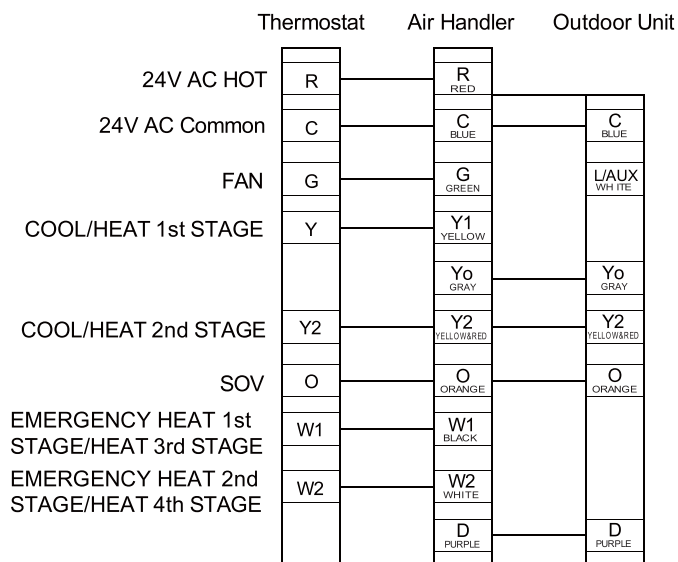 Thermostat Air Handler Outdoor Unit
24V AC HOT R R
RED
24V AC Common C C C
BLUE BLUE
FAN G G L/AUX
GREEN WH ITE
COOL/HEAT 1st STAGE Y Y1
YELLOW
Yo Yo
GRAY GRAY
COOL/HEAT 2nd STAGE Y2 Y2 Y2
YELLOW&RED YELLOW&RED
SOV O O O
ORANGE ORANGE
EMERGENCY HEAT 1st
STAGE/HEAT 3rd STAGE W1 W1
BLACK
EMERGENCY HEAT 2nd
STAGE/HEAT 4th STAGE W2 W2
WHITE
D D
PURPLE PURPLE